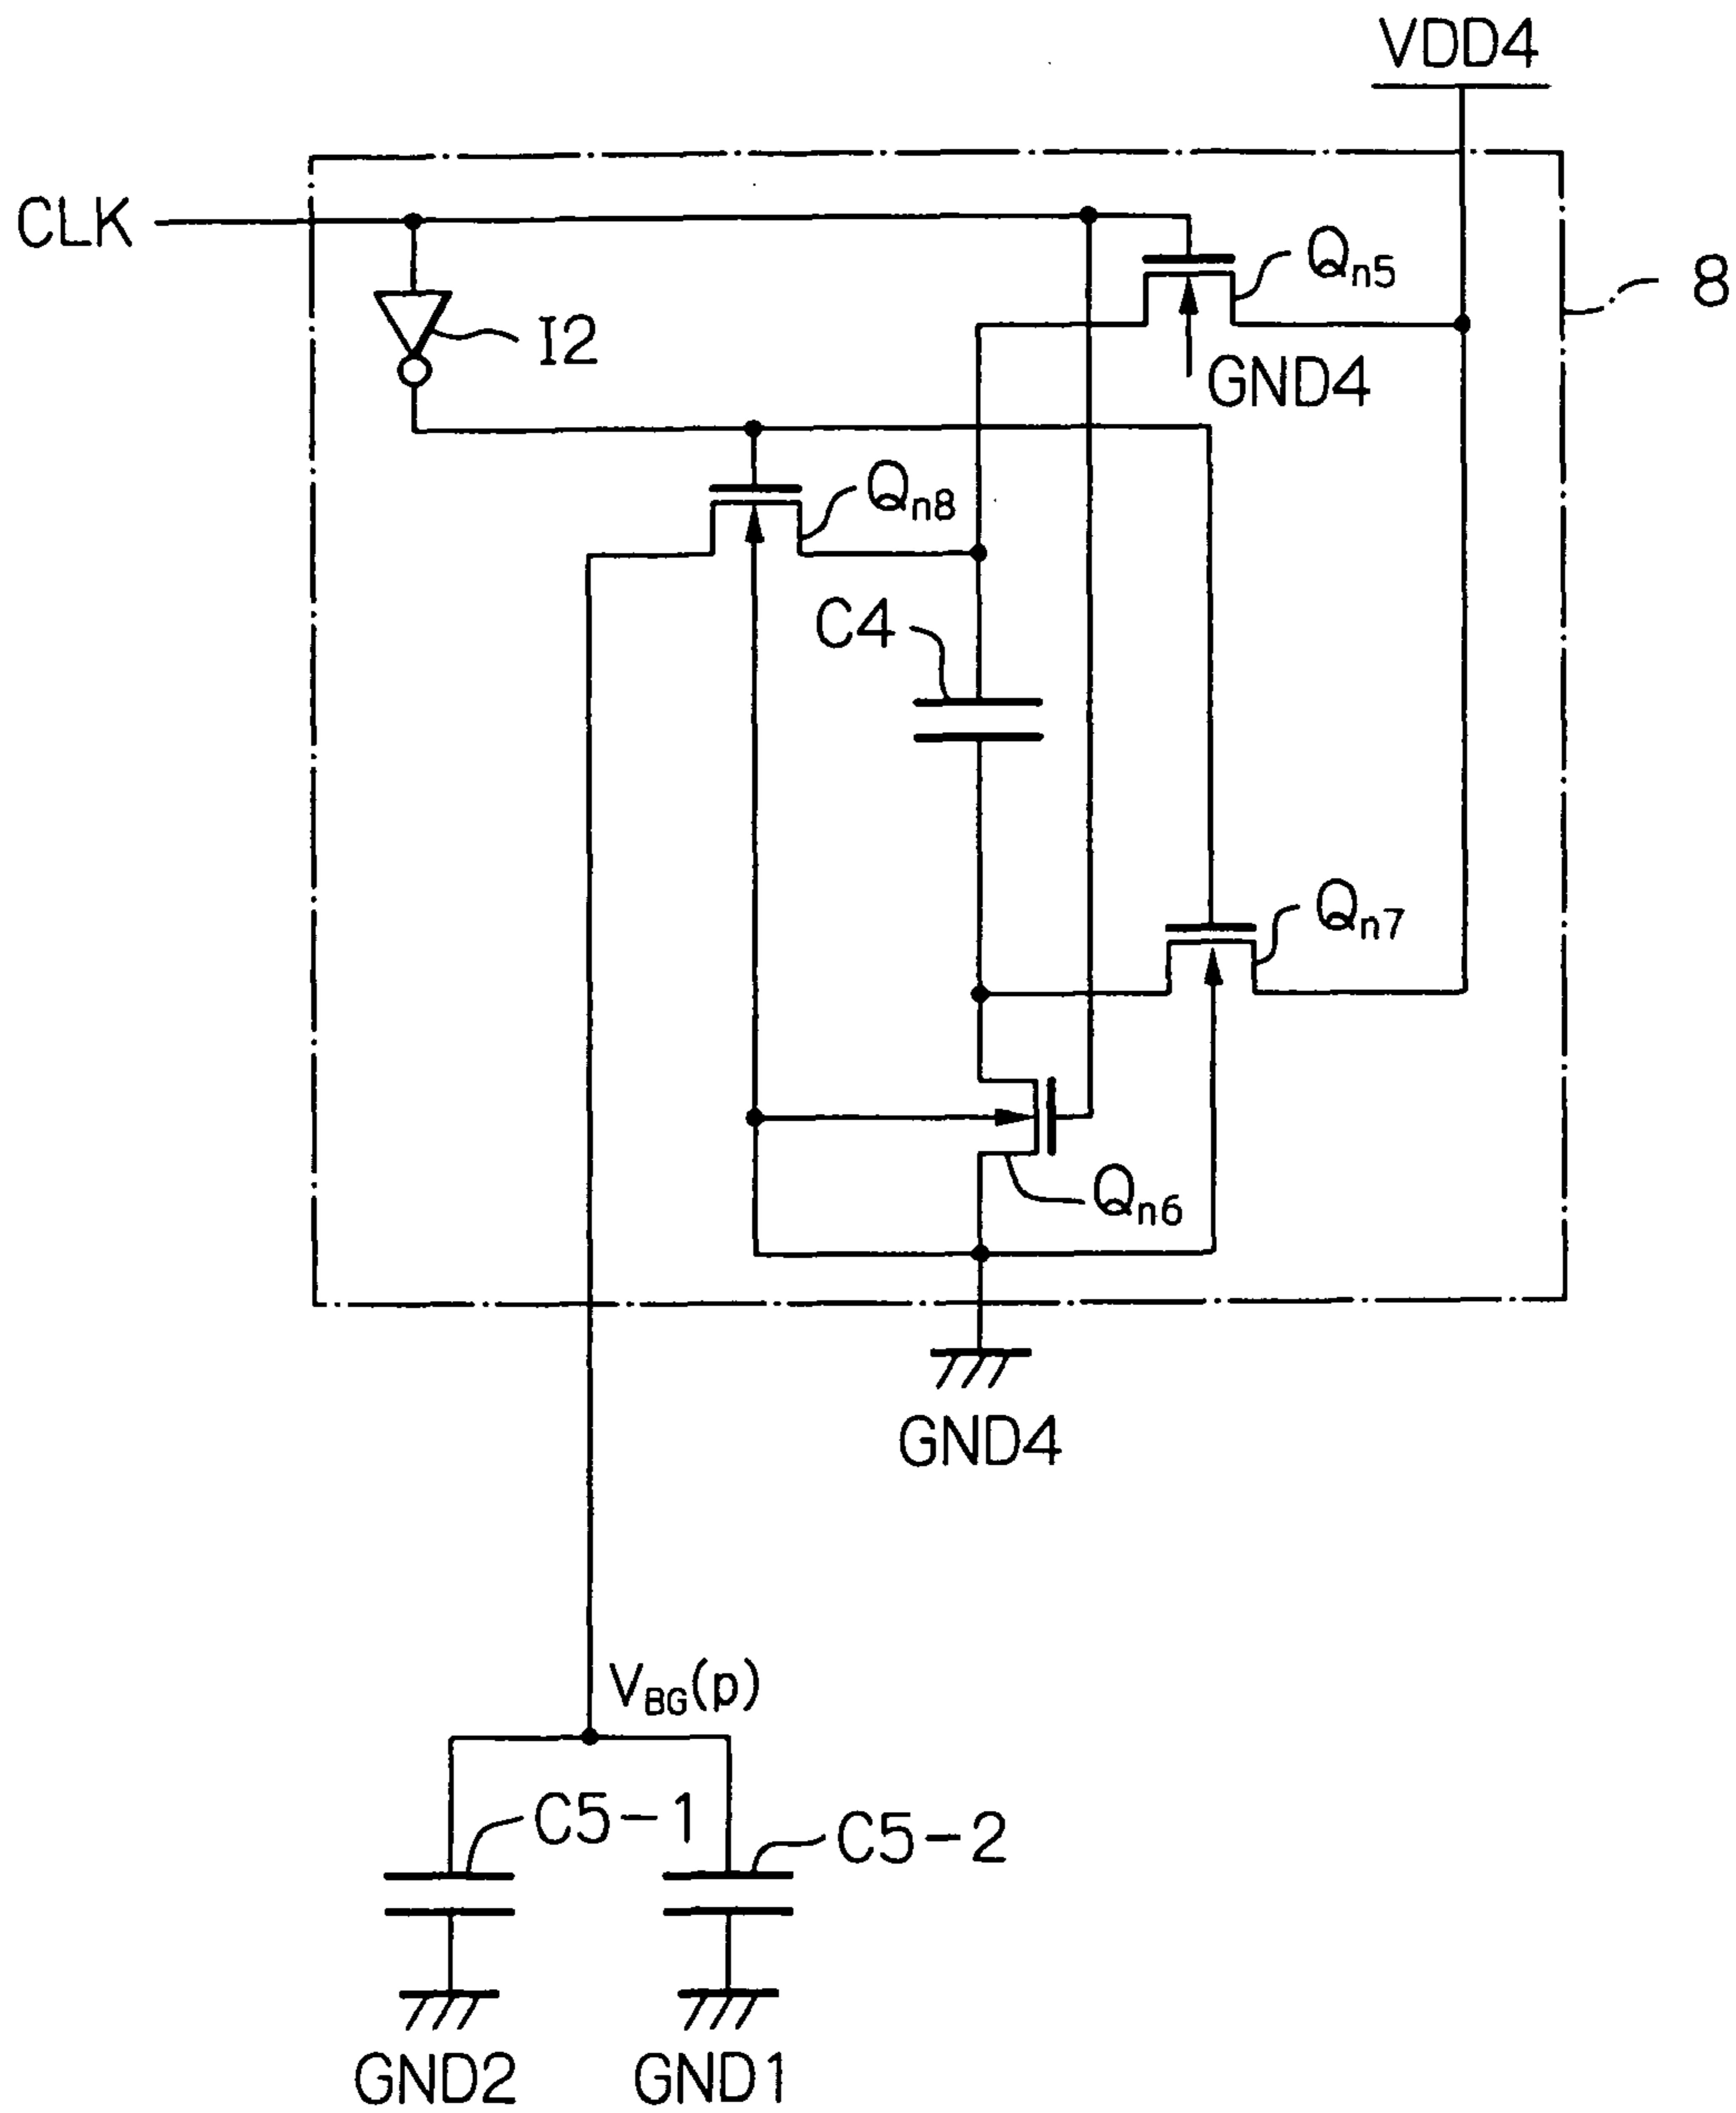 VDD4
CLK
Qn5
8
I2
GND4
Qn8
C4
Qn7
Qn6
GND4
VBG(p)
C5-1
C5-2
GND2
GND1